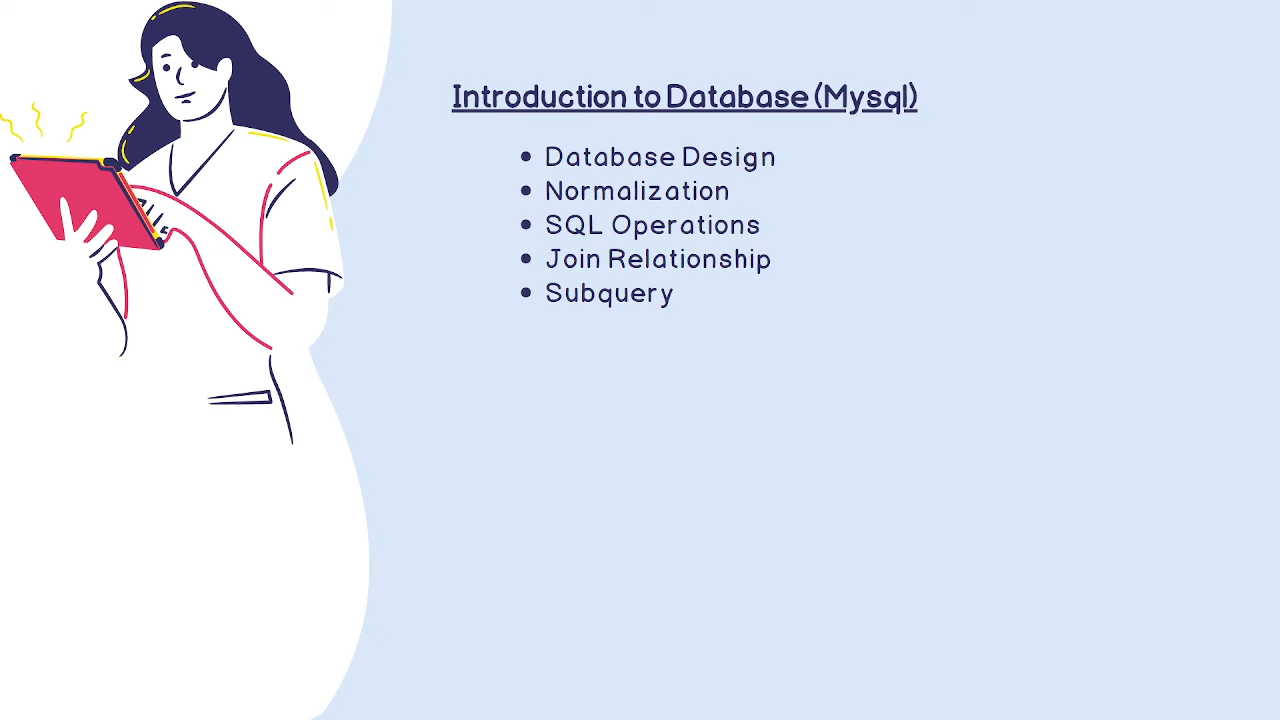 Introduction to Database (Mysql)
Database Design
Normalization
SQL Operations
Join Relationship
Subquery